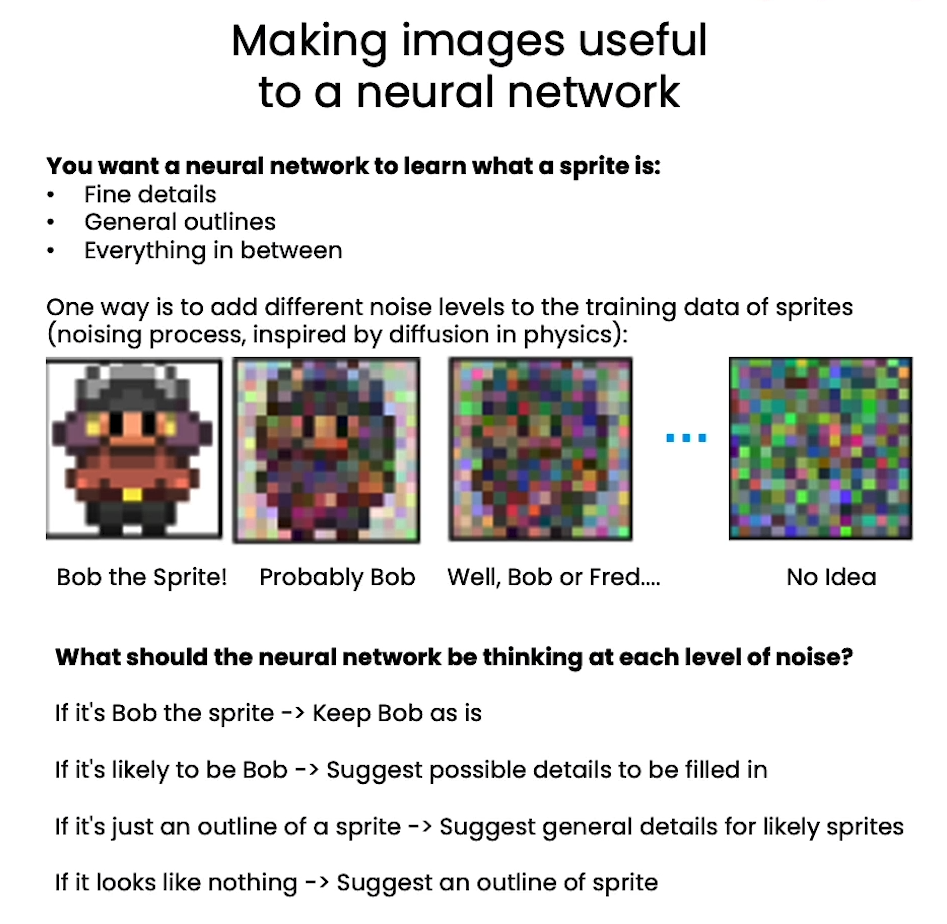 Making images useful
to a neural network
You want a neural network to learn what a sprite is:
• Fine details
• General outlines
• Everything in between
One way is to add different noise levels to the training data of sprites
(noising process, inspired by diffusion in physics):
Bob the Sprite! Probably Bob Well, Bob or Fred.... No Idea
What should the neural network be thinking at each level of noise?
If it's Bob the sprite -> Keep Bob as is
If it's likely to be Bob -> Suggest possible details to be filled in
If it's just an outline of a sprite -> Suggest general details for likely sprites
If it looks like nothing -> Suggest an outline of sprite